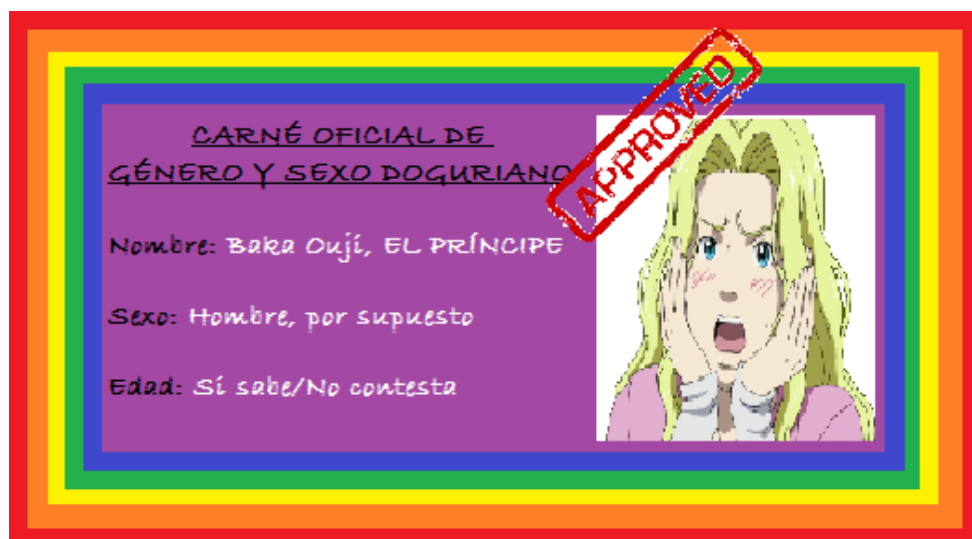 CARNÉ OFICIAL DE
GÉNERO Y SEXO DOGURIANO
APPROVED
Nombre: Baka Ouji, EL PRÍNCIPE
Sexo: Hombre, por supuesto
Edad: Sí sabe/No contesta